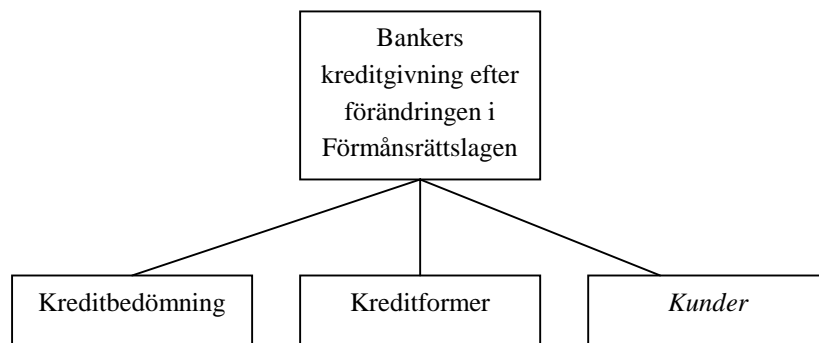 Bankers
kreditgivning efter
förändringen i
Förmånsrättslagen
Kreditbedömning
Kreditformer
Kunder